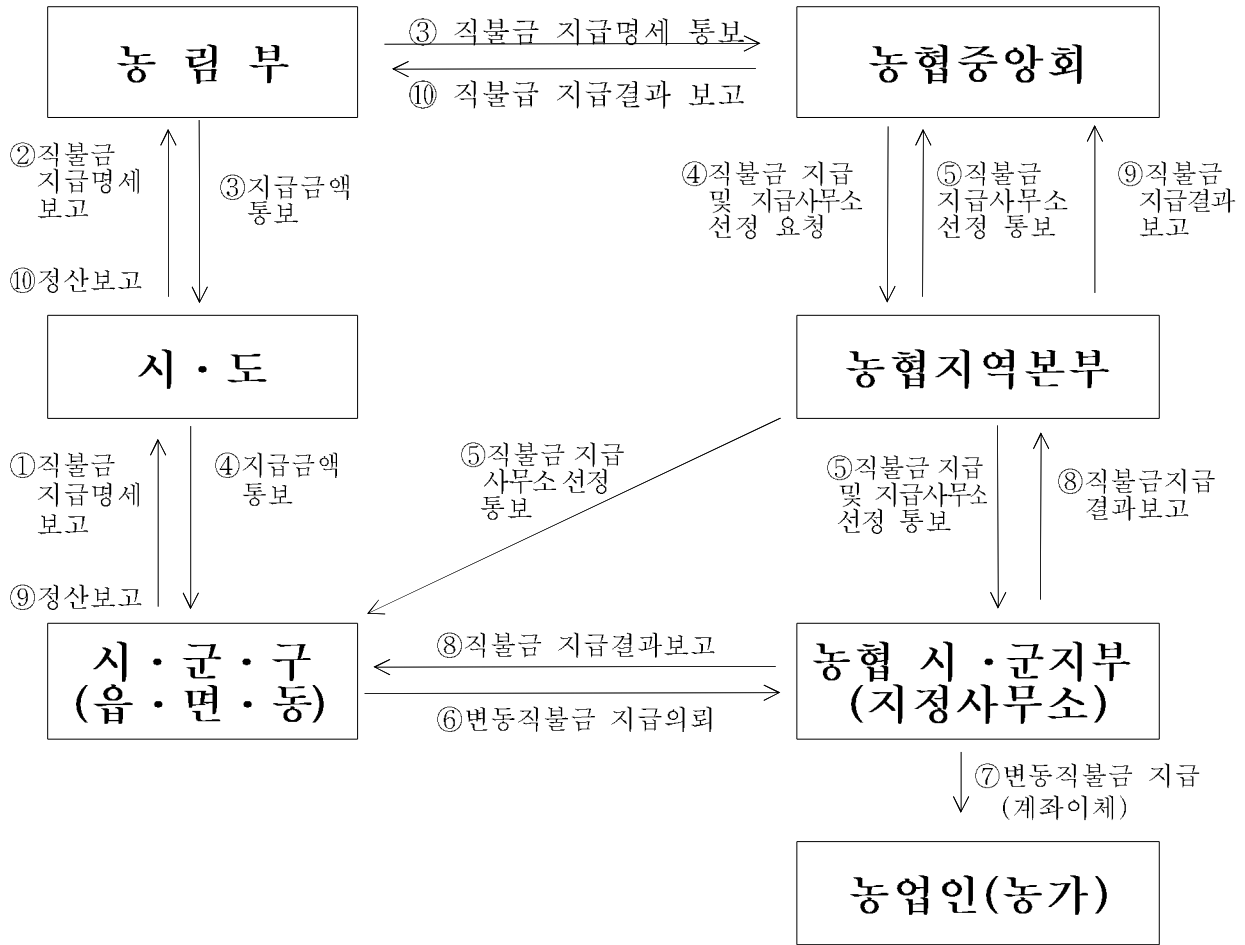 농 림 부
③ 직불금 지급명세 통보
⑩ 직불급 지급결과 보고
농협중앙회
②직불금
지급명세
보고
③지급금액
통보
⑩정산보고
④직불금 지급
및 지급사무소
선정 요청
⑤직불금
지급사무소
선정 통보
⑨직불금
지급결과
보고
시 · 도
농협지역본부
①직불금
지급명세
보고
④지급금액
통보
⑨정산보고
⑤직불금 지급
사무소 선정
통보
⑤직불금 지급
및 지급사무소
선정 통보
⑧직불금지급
결과보고
시 · 군 · 구
(읍 · 면 · 동)
⑧직불금 지급결과보고
⑥변동직불금 지급의뢰
농협 시 · 군지부
(지정사무소)
⑦변동직불금 지급
(계좌이체)
농업인(농가)